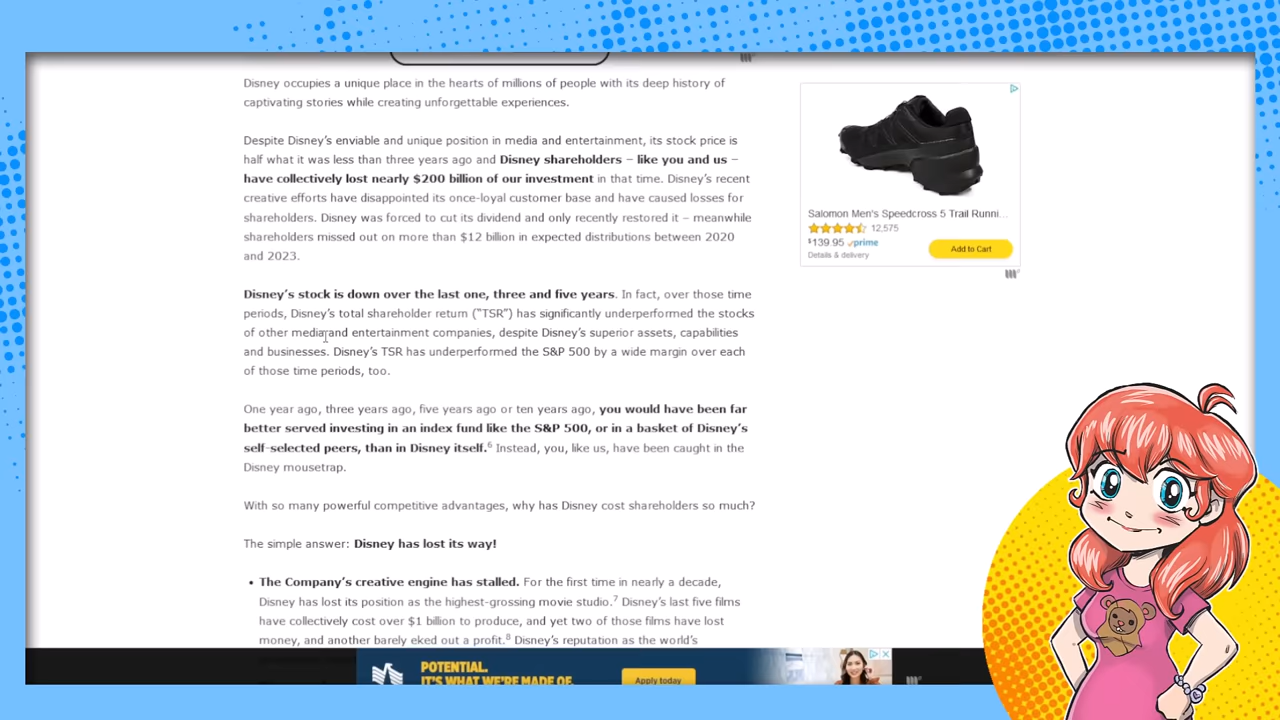 Disney occupies a unique place in the hearts of millions of people with its deep history of
captivating stories while creating unforgettable experiences.
Despite Disney's enviable and unique position in media and entertainment, its stock price is
half what it was less than three years ago and Disney shareholders – like you and us –
have collectively lost nearly $200 billion of our investment in that time. Disney's recent
creative efforts have disappointed its once-loyal customer base and have caused losses for
shareholders. Disney was forced to cut its dividend and only recently restored it – meanwhile
shareholders missed out on more than $12 billion in expected distributions between 2020
and 2023.
Disney's stock is down over the last one, three and five years. In fact, over those time
periods, Disney's total shareholder return ("TSR") has significantly underperformed the stocks
of other media and entertainment companies, despite Disney's superior assets, capabilities
and businesses. Disney's TSR has underperformed the S&P 500 by a wide margin over each
of those time periods, too.
One year ago, three years ago, five years ago or ten years ago, you would have been far
better served investing in an index fund like the S&P 500, or in a basket of Disney's
self-selected peers, than in Disney itself.6 Instead, you, like us, have been caught in the
Disney mousetrap.
With so many powerful competitive advantages, why has Disney cost shareholders so much?
The simple answer: Disney has lost its way!
• The Company's creative engine has stalled. For the first time in nearly a decade,
Disney has lost its position as the highest-grossing movie studio.7 Disney's last five films
have collectively cost over $1 billion to produce, and yet two of those films have lost
money, and another barely eked out a profit.8 Disney's reputation as the world's
Salomon Men's Speedcross 5 Trail Runni...
12,575
$139.95 prime
Add to Cart
Details & delivery
POTENTIAL.
IT'S WHAT WE'RE MADE OF.
Apply today